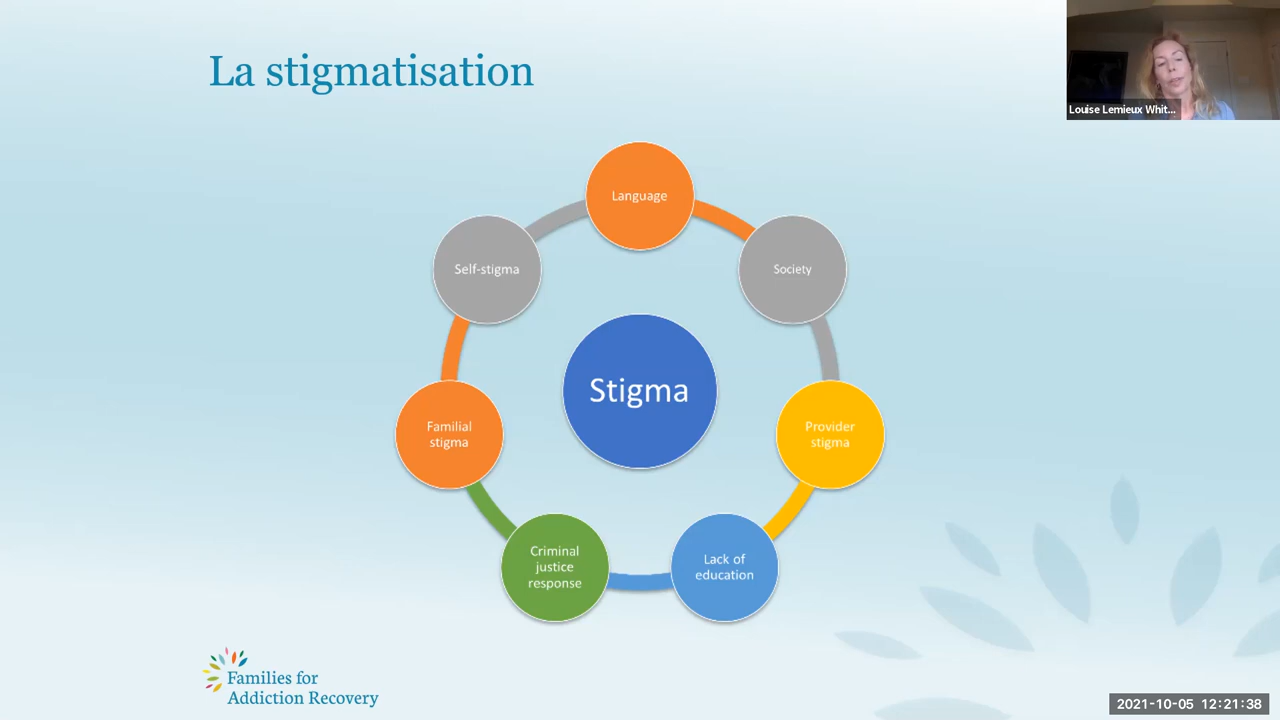 La stigmatisation
Louise Lemieux Whit...
Language
Self-stigma
Society
Stigma
Familial
stigma
Provider
stigma
Criminal
justice
response
Lack of
education
Families for
Addiction Recovery
2021-10-05 12:21:38